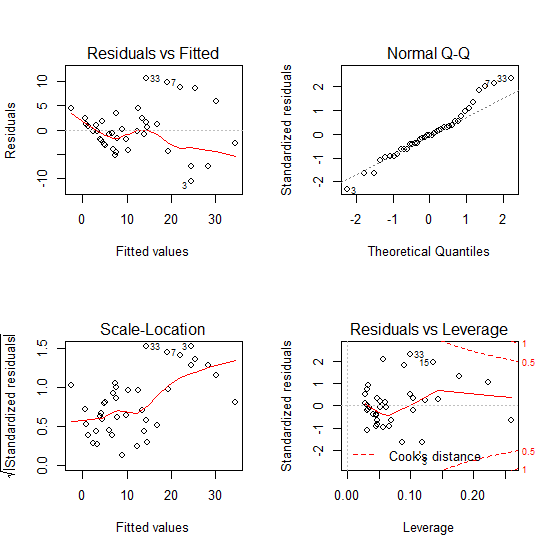 Residuals vs Fitted
Residuals
10
5
0
-10
33
7
3
0 10 20 30
Fitted values
Normal Q-Q
Standardized residuals
2
1
0
-1
-2
7 33
3
-2 -1 0 1 2
Theoretical Quantiles
Scale-Location
√|Standardized residuals|
1.5
1.0
0.5
0.0
33 7 3
0 10 20 30
Fitted values
Residuals vs Leverage
Standardized residuals
2
1
0
-1
-2
33
15
3
Cook's distance
1
0.5
0.5
1
0.00 0.10 0.20
Leverage